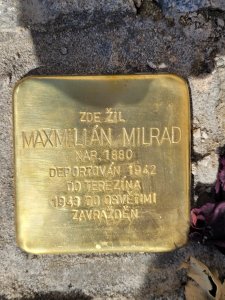 ZDE ŽIL
MAXMILIÁN MILRAD
NAR. 1880
DEPORTOVÁN 1942
DO TEREZÍNA
1943 DO OSVĚTIMI
ZAVRAŽDĚN